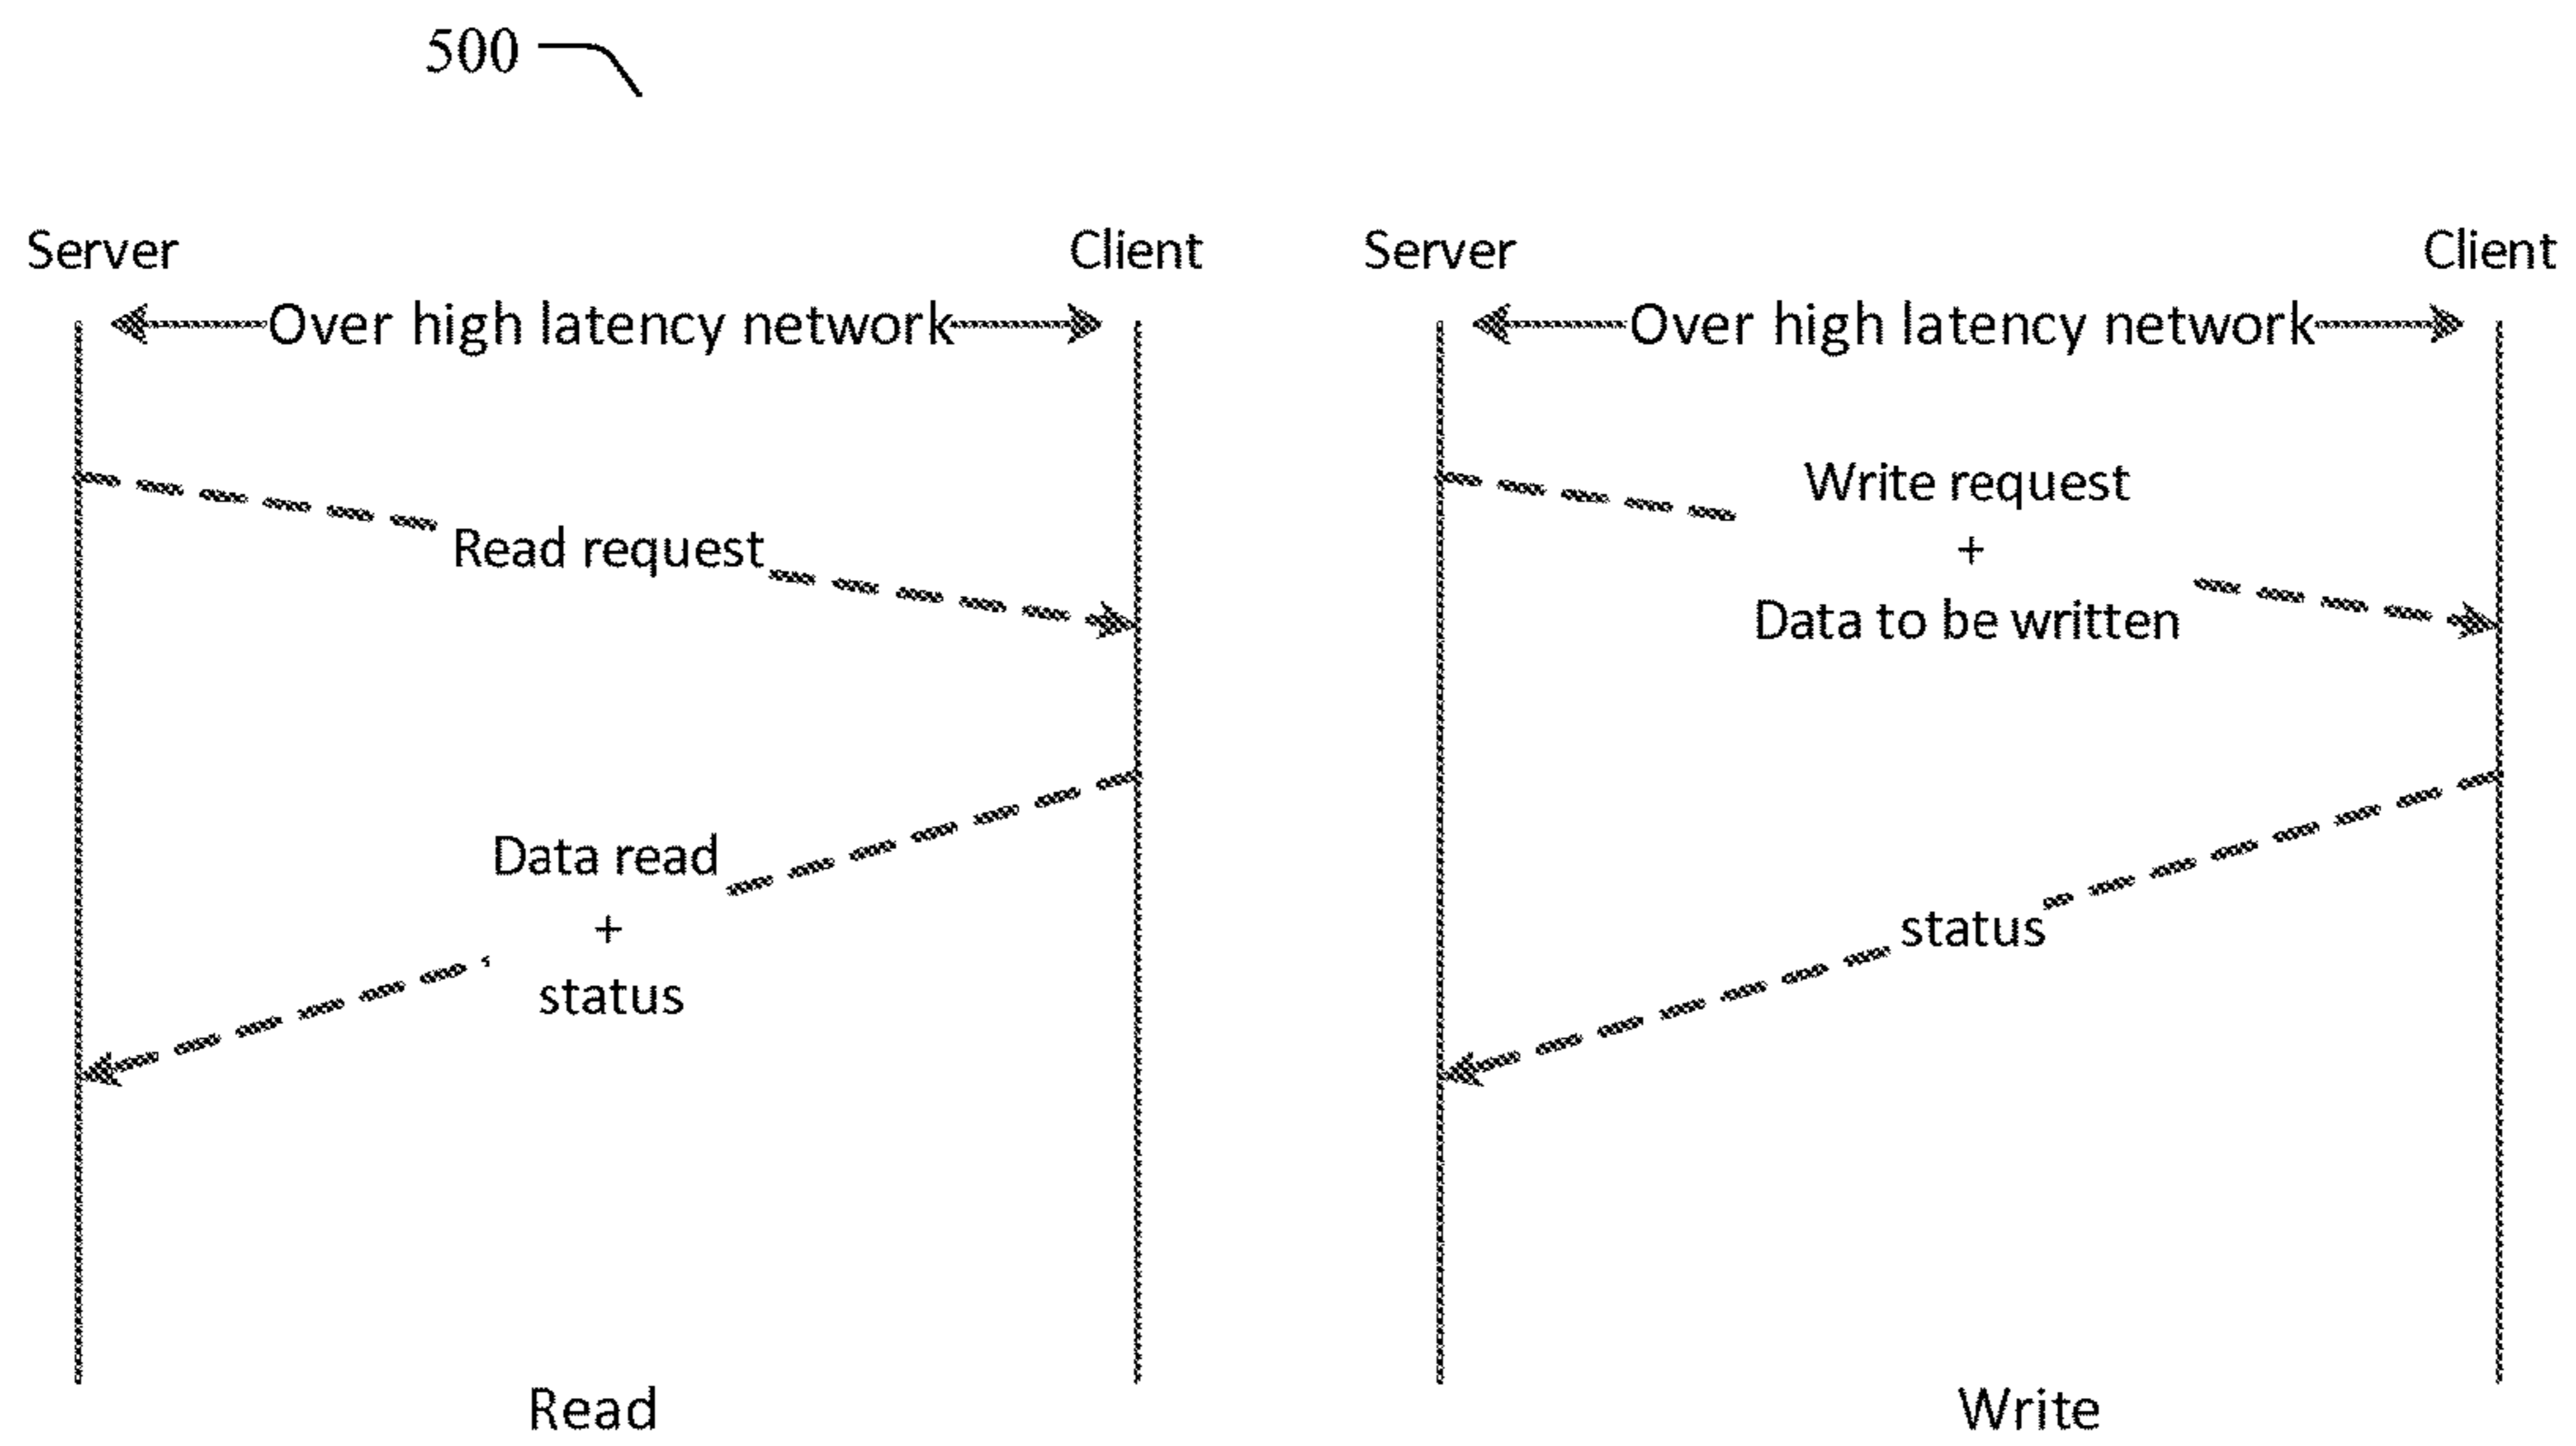 500
Server
Client
Over high latency network
Read request
Data read
+
status
Read
Server
Client
Over high latency network
Write request
+
Data to be written
status
Write